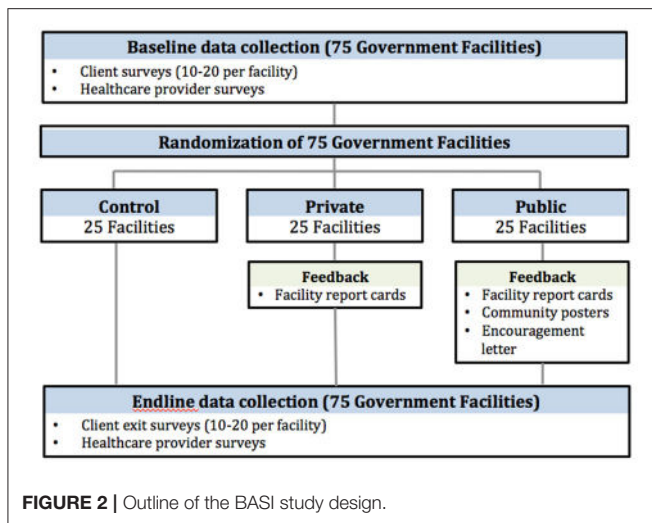 Baseline data collection (75 Government Facilities)
• Client surveys (10-20 per facility)
• Healthcare provider surveys
Randomization of 75 Government Facilities
Control
25 Facilities
Private
25 Facilities
Public
25 Facilities
Feedback
• Facility report cards
Feedback
• Facility report cards
• Community posters
• Encouragement
letter
Endline data collection (75 Government Facilities)
• Client exit surveys (10-20 per facility)
• Healthcare provider surveys
FIGURE 2 | Outline of the BASI study design.